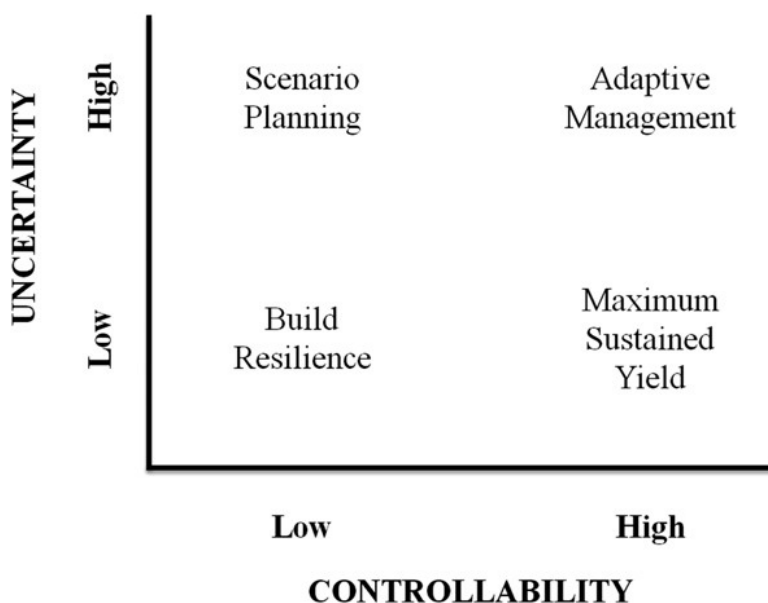 UNCERTAINTY
High
Low
Scenario
Planning
Adaptive
Management
Build
Resilience
Maximum
Sustained
Yield
Low
High
CONTROLLABILITY